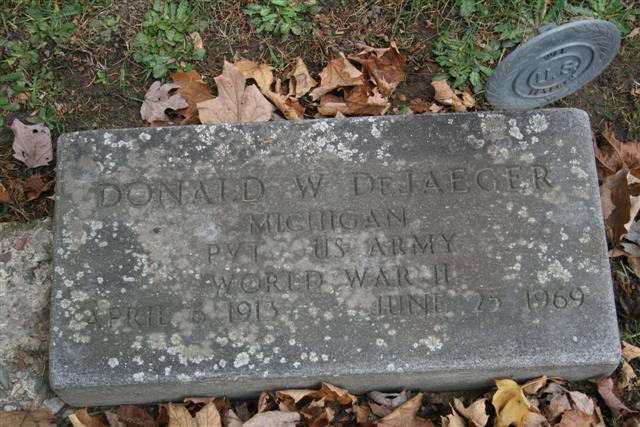 U S
DONALD W DEJAEGER
MICHIGAN
PVT US ARMY
WORLD WAR II
APRIL 6 1913
JUNE 25 1969